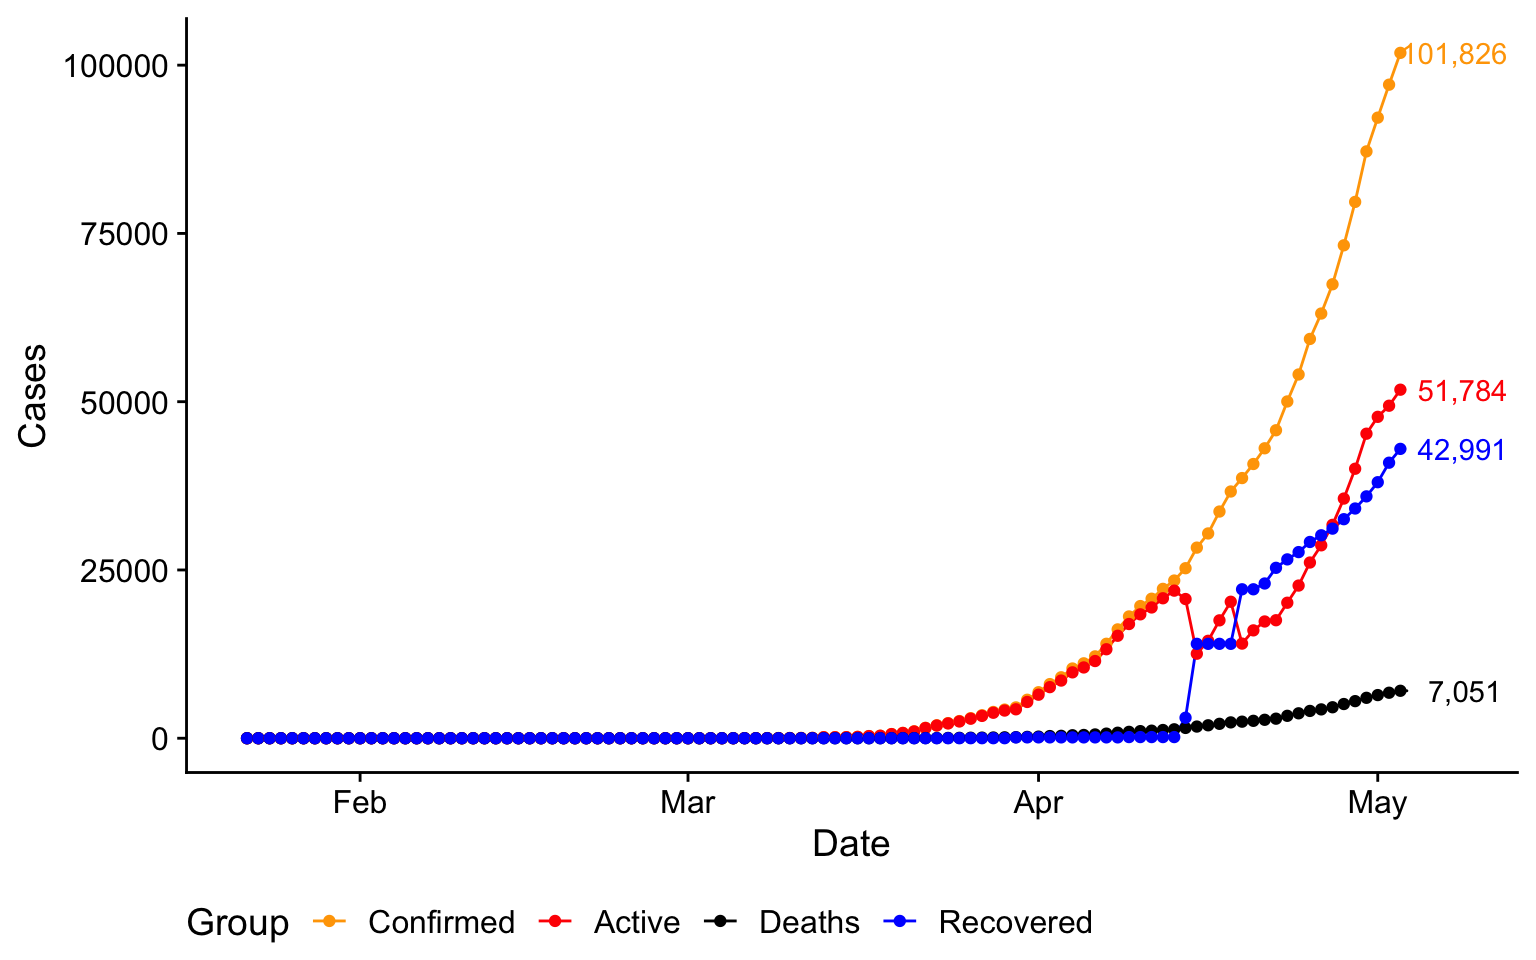 101,826
100000
75000
51,784
50000
42,991
25000
7,051
0
Cases
Feb Mar Apr May
Date
Group Confirmed Active Deaths Recovered